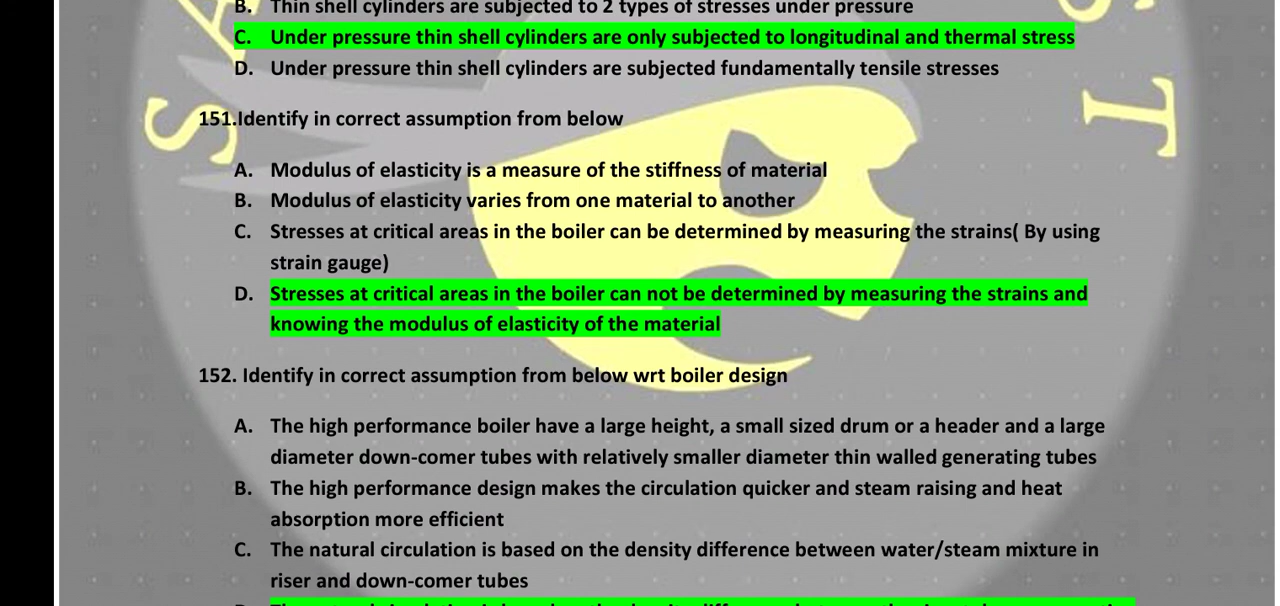 B. Thin shell cylinders are subjected to 2 types of stresses under pressure
C. Under pressure thin shell cylinders are only subjected to longitudinal and thermal stress
D. Under pressure thin shell cylinders are subjected fundamentally tensile stresses
151.Identify in correct assumption from below
A. Modulus of elasticity is a measure of the stiffness of material
B. Modulus of elasticity varies from one material to another
C. Stresses at critical areas in the boiler can be determined by measuring the strains( By using
strain gauge)
D. Stresses at critical areas in the boiler can not be determined by measuring the strains and
knowing the modulus of elasticity of the material
152. Identify in correct assumption from below wrt boiler design
A. The high performance boiler have a large height, a small sized drum or a header and a large
diameter down-comer tubes with relatively smaller diameter thin walled generating tubes
B. The high performance design makes the circulation quicker and steam raising and heat
absorption more efficient
C. The natural circulation is based on the density difference between water/steam mixture in
riser and down-comer tubes
S A S T